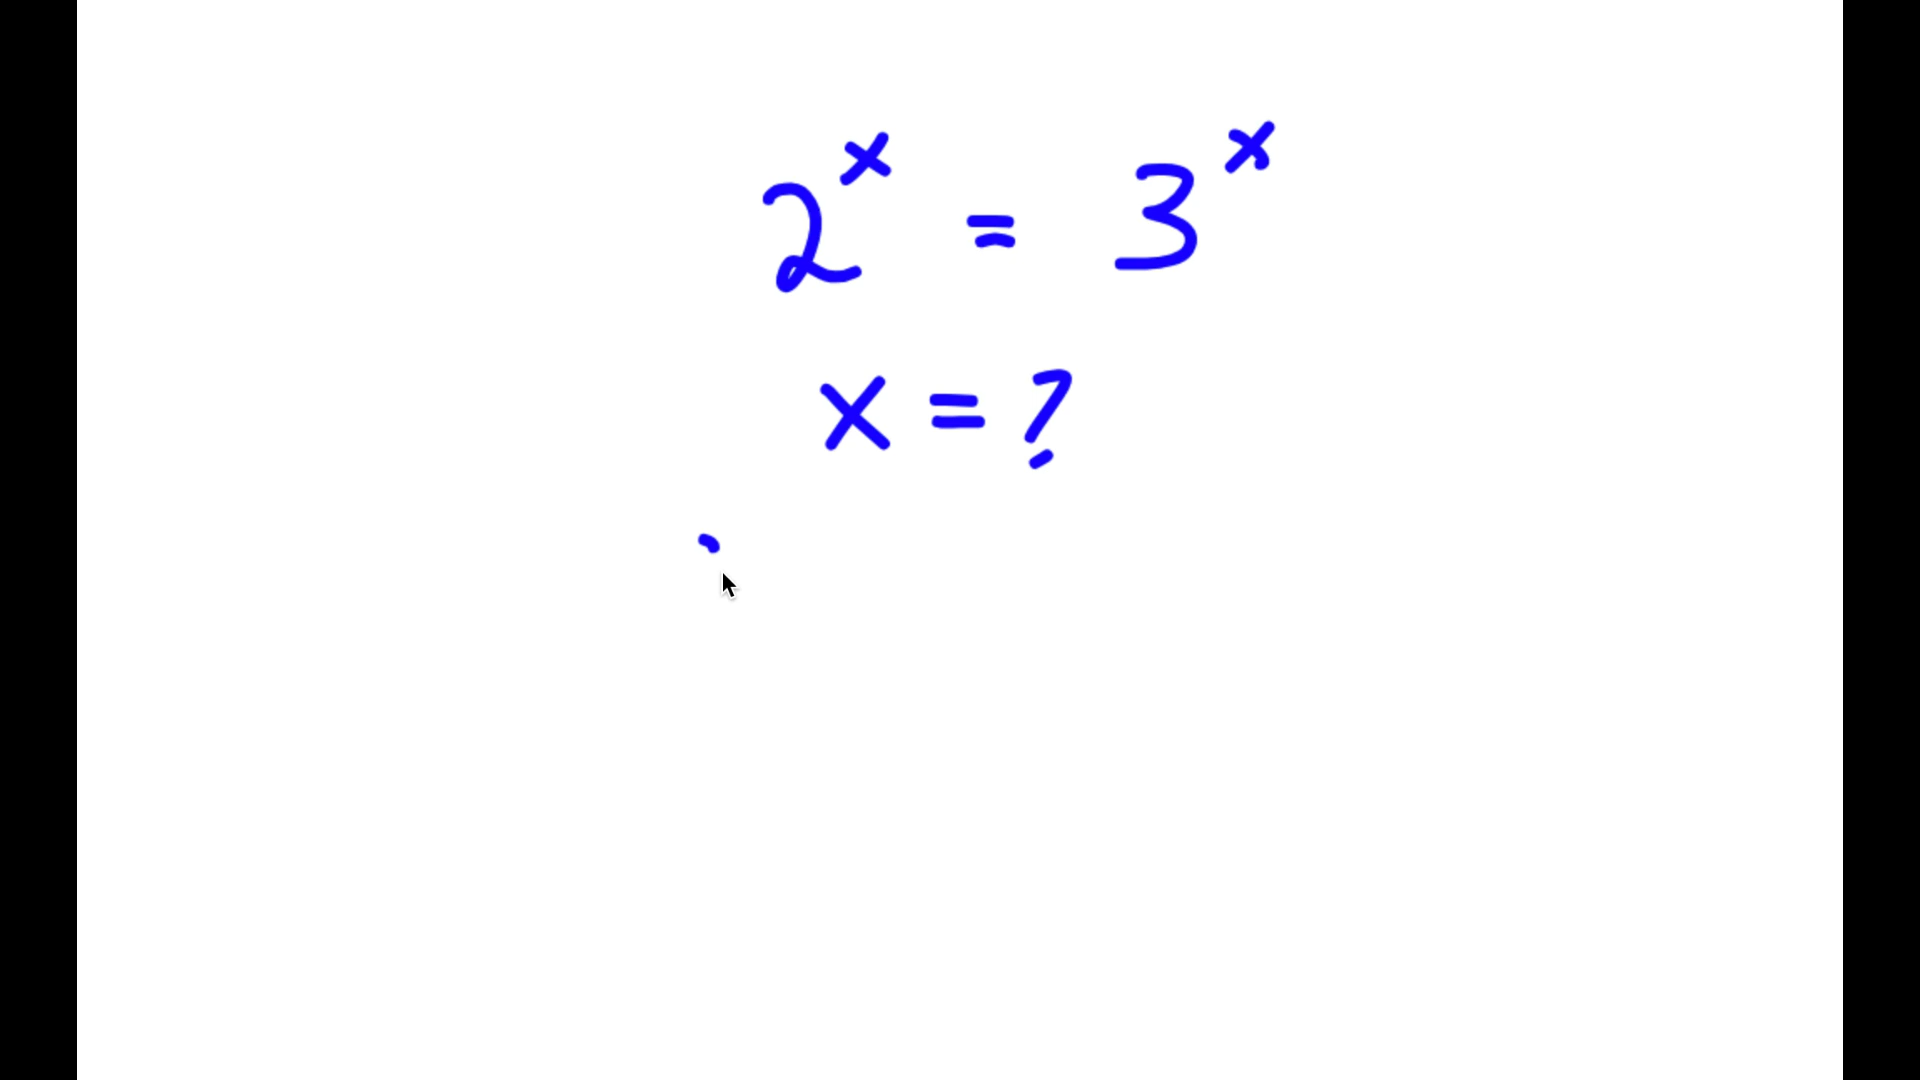 2^x = 3^x
x = ?